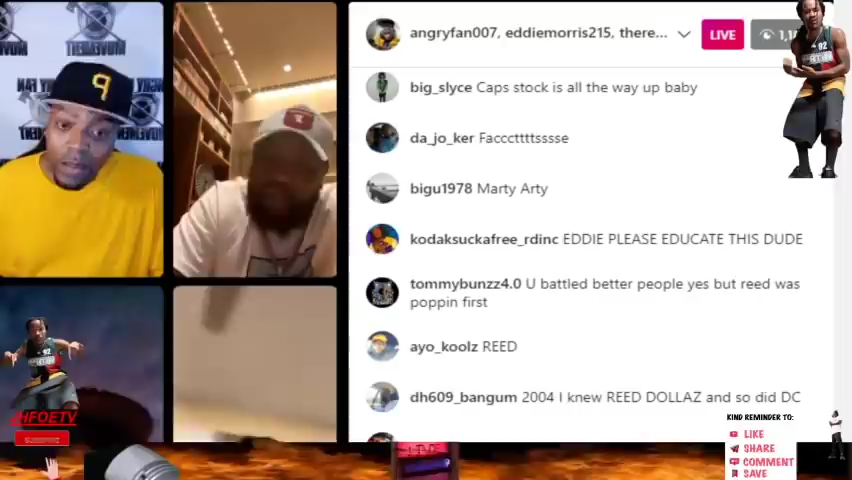 angryfan007, eddiemorris215, there...
LIVE
big_slyce Caps stock is all the way up baby
da_jo_ker Facccttttsssse
bigu1978 Marty Arty
kodaksuckafree_rdinc EDDIE PLEASE EDUCATE THIS DUDE
tommybunzz4.0 U battled better people yes but reed was
poppin first
ayo_koolz REED
dh609_bangum 2004 I knew REED DOLLAZ and so did DC
KIND REMINDER TO:
LIKE
SHARE
COMMENT
SAVE